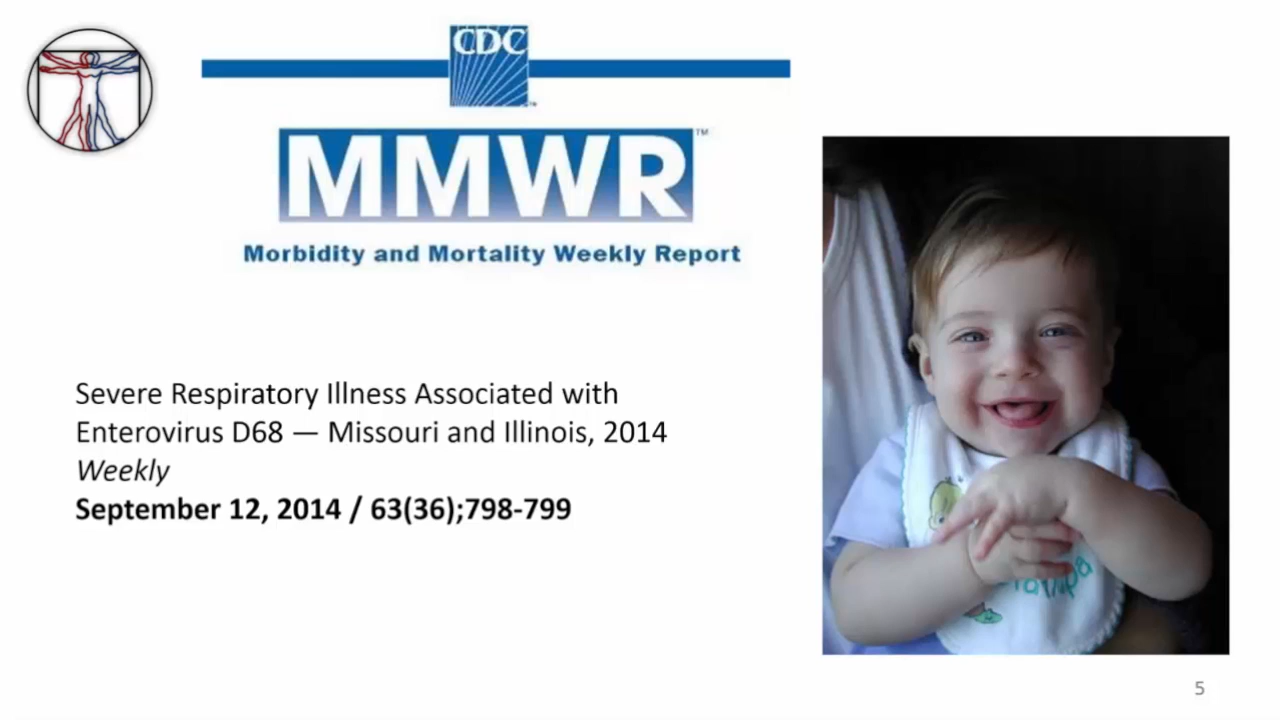 CDC
MMWR™
Morbidity and Mortality Weekly Report
Severe Respiratory Illness Associated with
Enterovirus D68 — Missouri and Illinois, 2014
Weekly
September 12, 2014 / 63(36);798-799
5